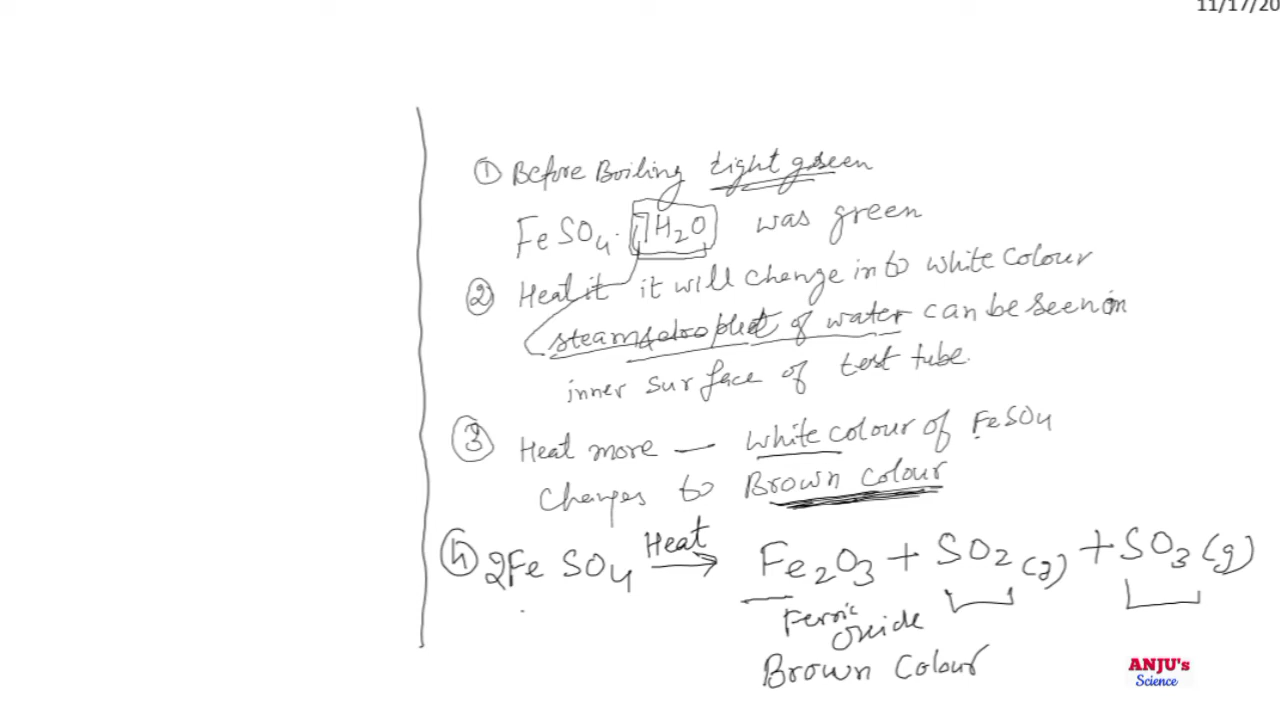 11/17/20
① Before Boiling Light green
FeSO4. 7H2O was green
② Heat it it will change into white colour
steam & droplet of water can be seen on
inner surface of test tube.
③ Heat more — white colour of FeSO4
changes to Brown colour
④ 2FeSO4 Heat → Fe2O3 + SO2(g) + SO3(g)
Ferric
oxide
Brown Colour
ANJU's
Science